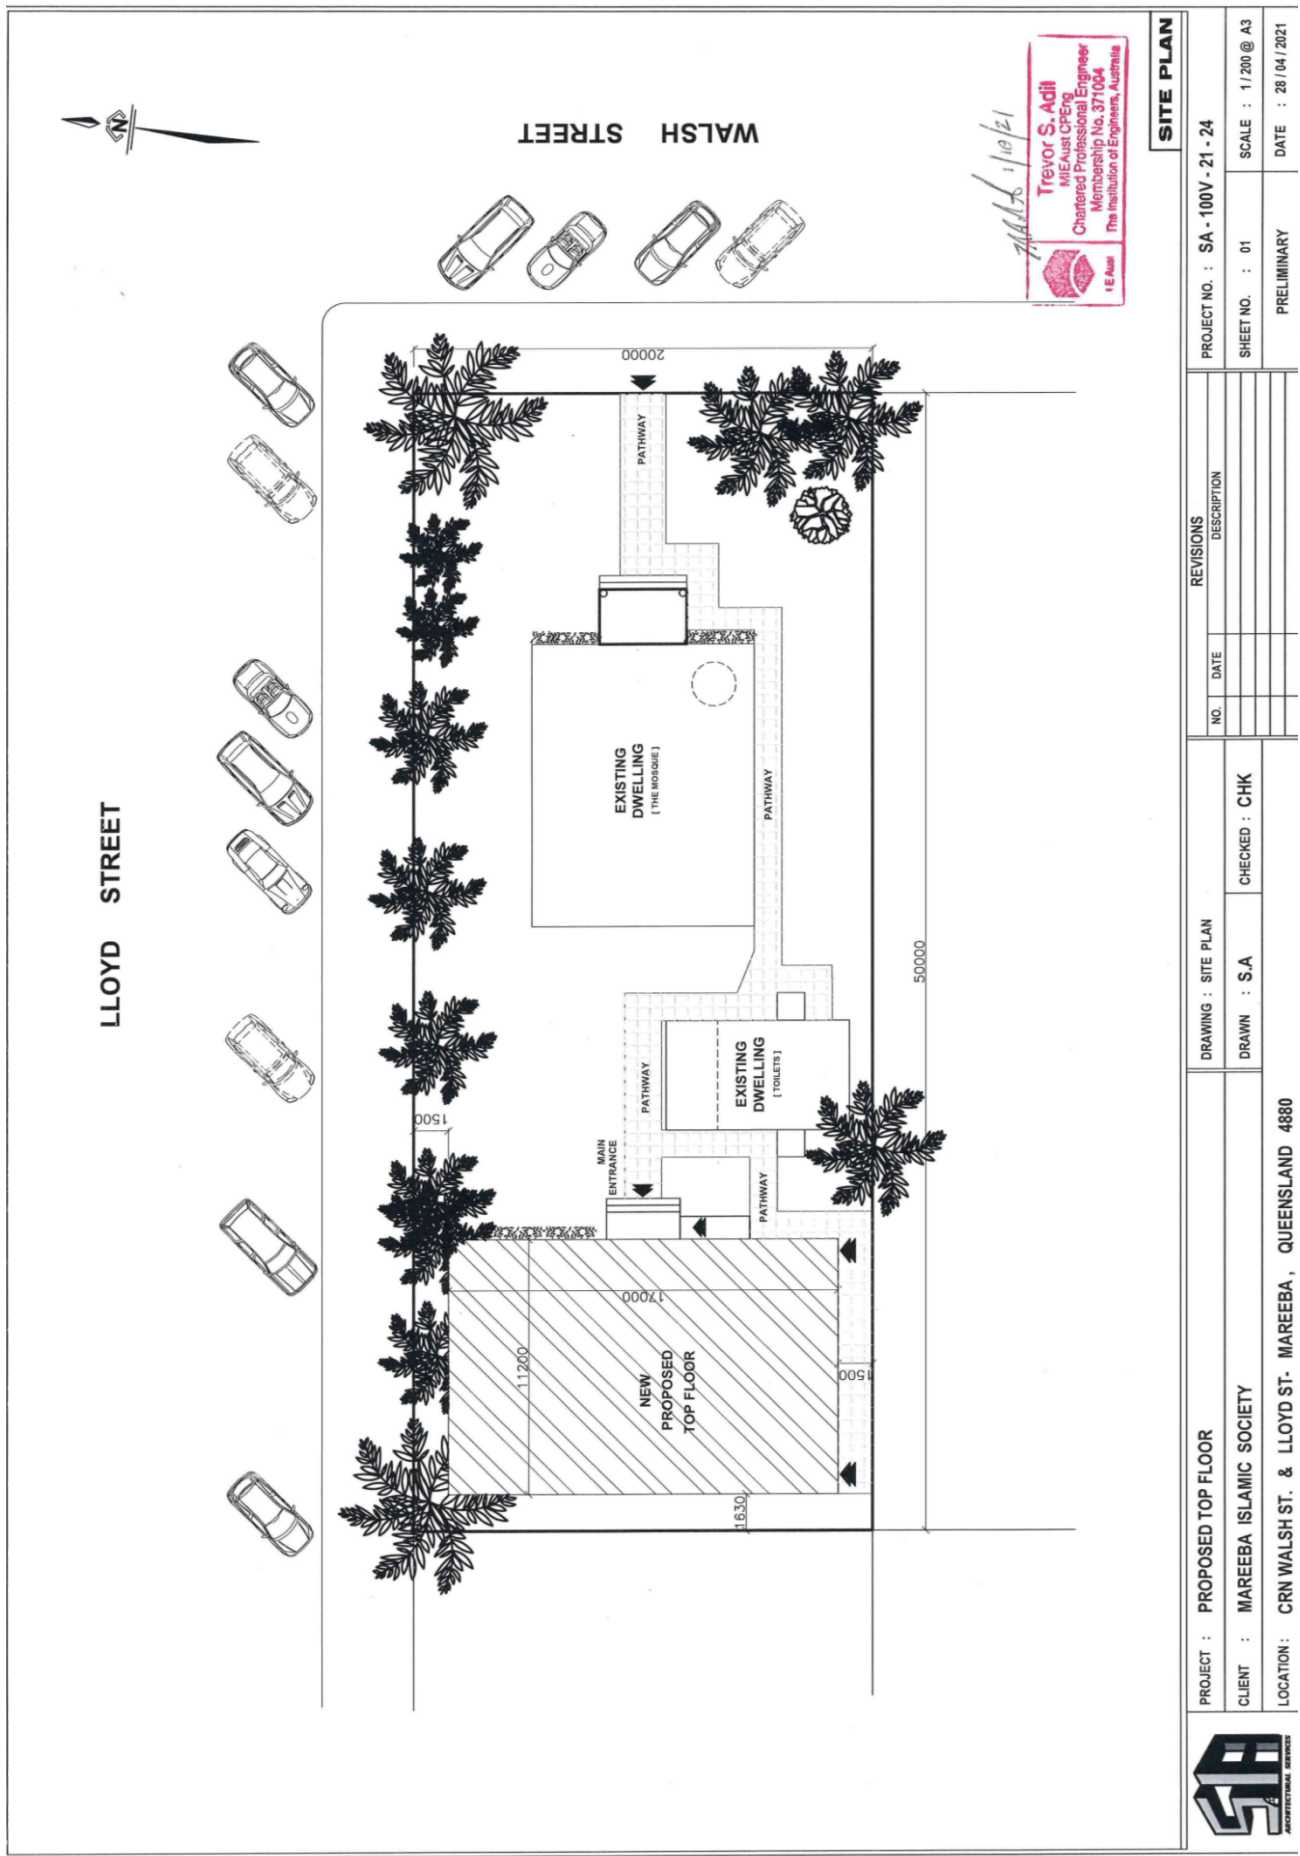 LLOYD STREET
WALSH STREET
N
20000
PATHWAY
EXISTING
DWELLING
[ THE MOSQUE ]
PATHWAY
50000
1500
MAIN
ENTRANCE
PATHWAY
EXISTING
DWELLING
[ TOILETS ]
PATHWAY
17000
11200
NEW
PROPOSED
TOP FLOOR
1500
1630
1/10/21
Trevor S. Adil
MIEAust CPEng
Chartered Professional Engineer
Membership No. 371004
The Institution of Engineers, Australia
I E Aust
SITE PLAN
ARCHITECTURAL SERVICES
PROJECT : PROPOSED TOP FLOOR
CLIENT : MAREEBA ISLAMIC SOCIETY
LOCATION : CRN WALSH ST. & LLOYD ST- MAREEBA , QUEENSLAND 4880
DRAWING : SITE PLAN
DRAWN : S.A
CHECKED : CHK
REVISIONS
NO. DATE DESCRIPTION
PROJECT NO. : SA - 100V - 21 - 24
SHEET NO. : 01
SCALE : 1 / 200 @ A3
PRELIMINARY
DATE : 28 / 04 / 2021